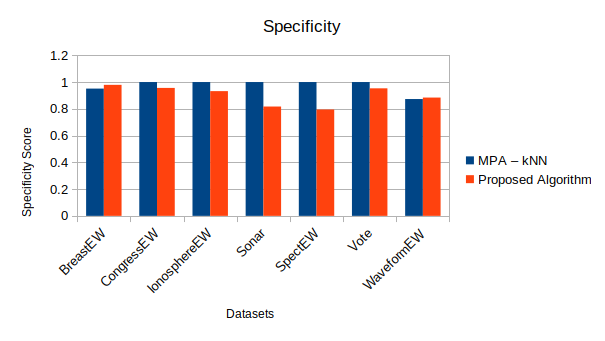 Specificity
1.2
1
0.8
0.6
0.4
0.2
0
Specificity Score
BreastEW
CongressEW
IonosphereEW
Sonar
SpectEW
Vote
WaveformEW
Datasets
MPA – kNN
Proposed Algorithm